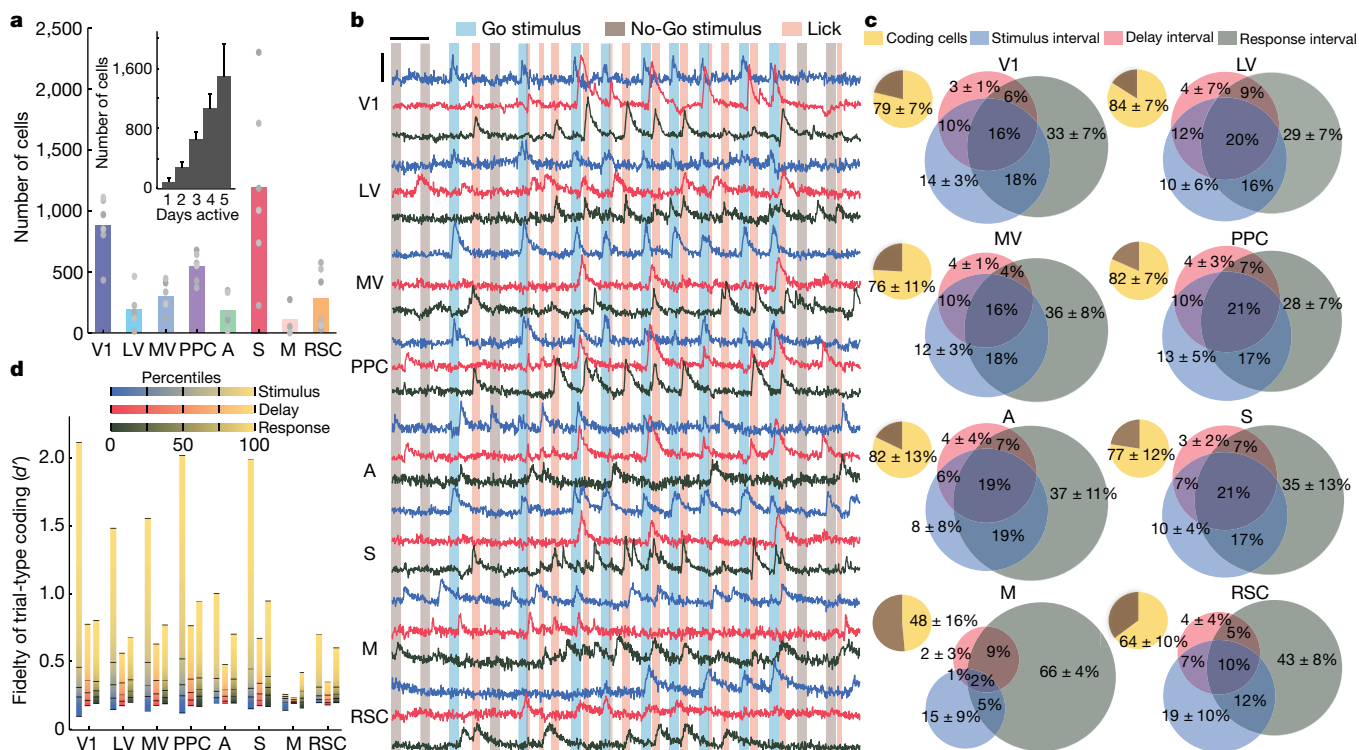 a
2,500
2,000
1,500
1,000
500
0
Number of cells
1,600
800
0
Number of cells
1 2 3 4 5
Days active
V1 LV MV PPC A S M RSC
b
Go stimulus No-Go stimulus Lick
V1
LV
MV
PPC
A
S
M
RSC
c
Coding cells Stimulus interval Delay interval Response interval
V1
79 ± 7%
3 ± 1%
6%
10%
16%
33 ± 7%
14 ± 3%
18%
LV
84 ± 7%
4 ± 7%
9%
12%
20%
29 ± 7%
10 ± 6%
16%
MV
76 ± 11%
4 ± 1%
4%
10%
16%
36 ± 8%
12 ± 3%
18%
PPC
82 ± 7%
4 ± 3%
7%
10%
21%
28 ± 7%
13 ± 5%
17%
A
82 ± 13%
4 ± 4%
7%
6%
19%
37 ± 11%
8 ± 8%
19%
S
77 ± 12%
3 ± 2%
7%
7%
21%
35 ± 13%
10 ± 4%
17%
M
48 ± 16%
9%
2 ± 3%
1%
2%
66 ± 4%
5%
15 ± 9%
RSC
64 ± 10%
4 ± 4%
5%
7%
10%
43 ± 8%
12%
19 ± 10%
d
Percentiles
Stimulus
Delay
Response
0 50 100
2.0
1.5
1.0
0.5
0
Fidelity of trial-type coding (d′)
V1 LV MV PPC A S M RSC